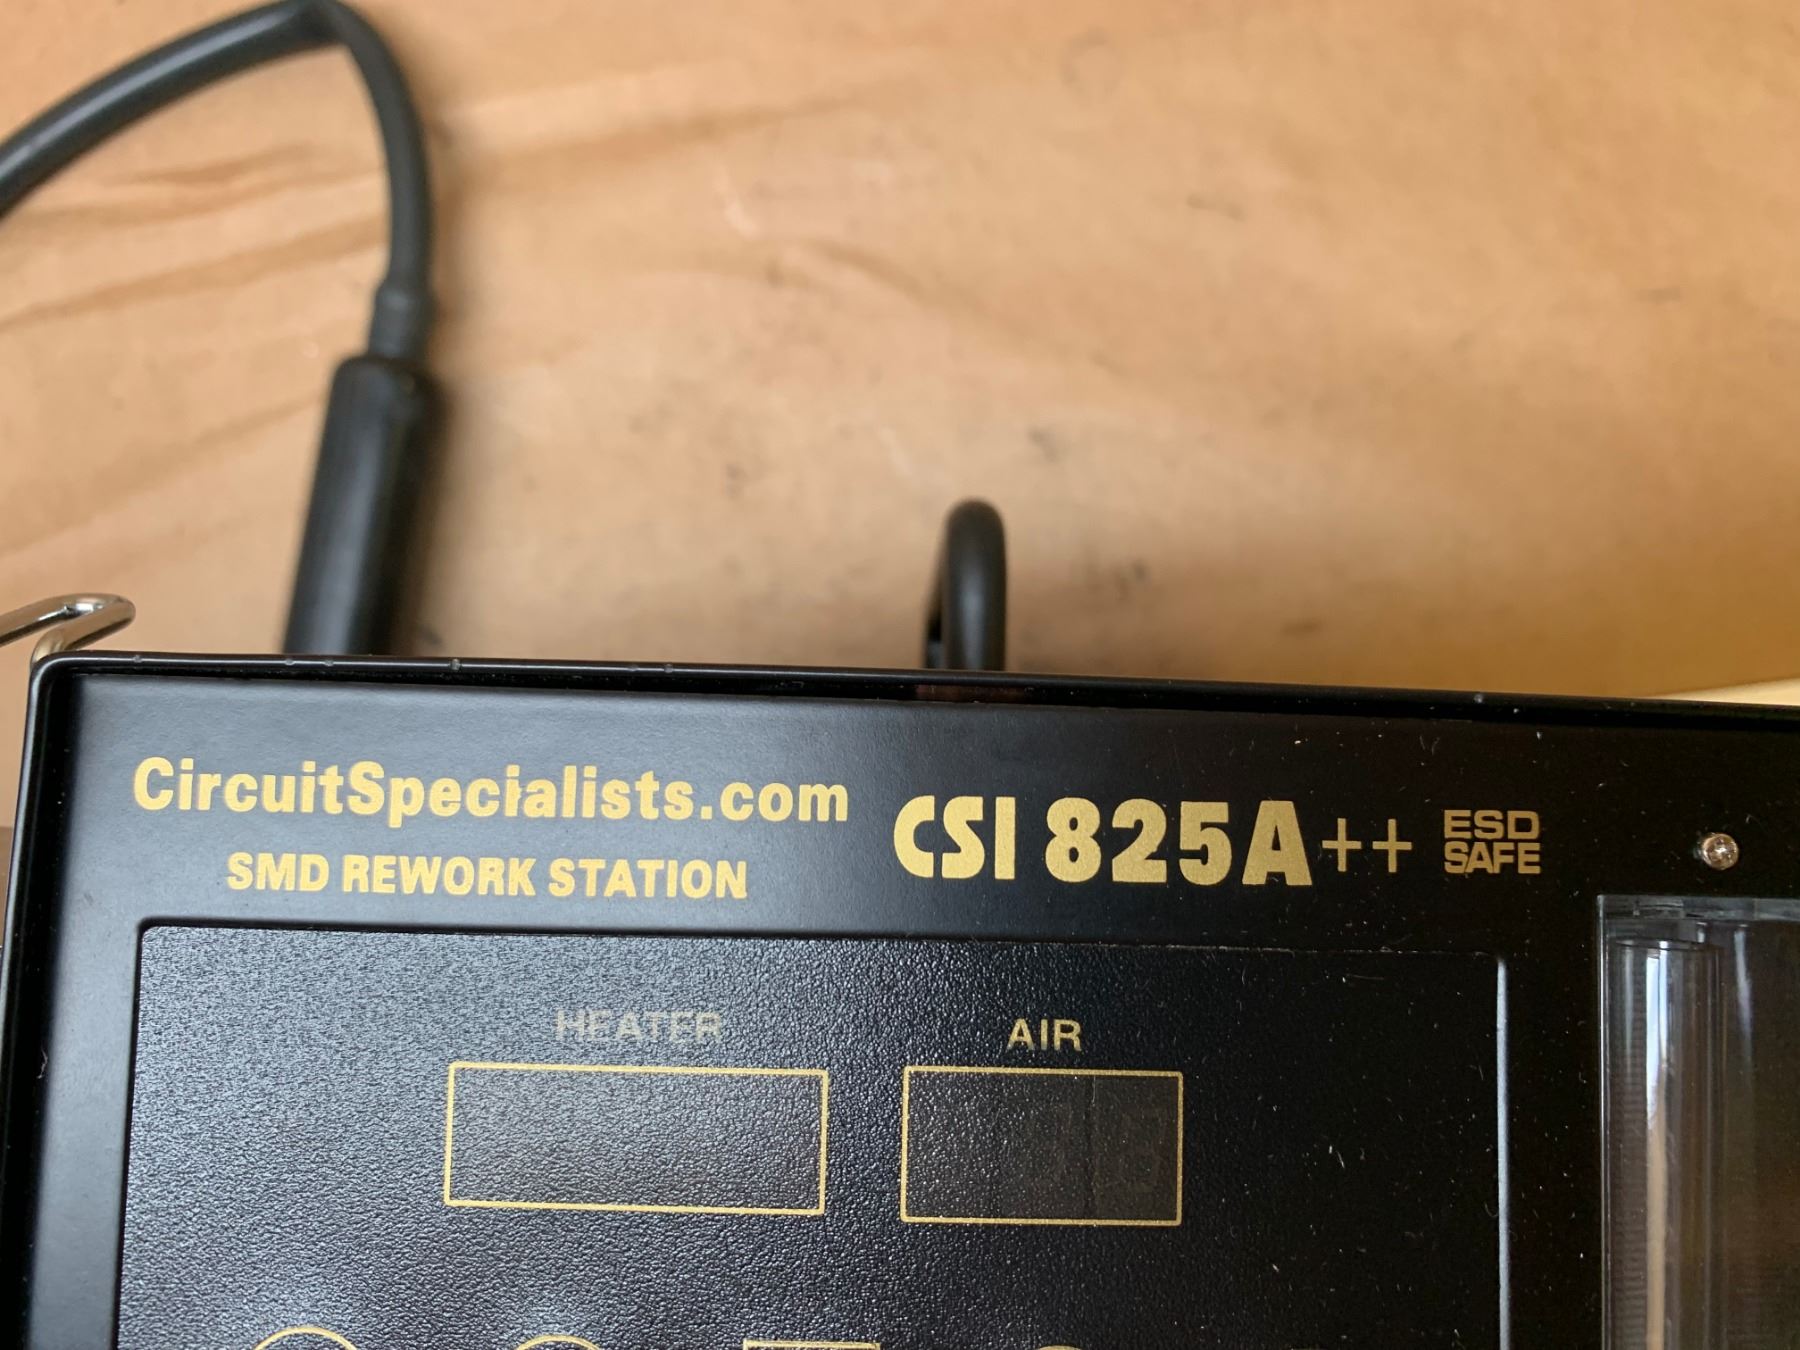 CircuitSpecialists.com
SMD REWORK STATION
CSI 825A++
ESD
SAFE
HEATER
AIR